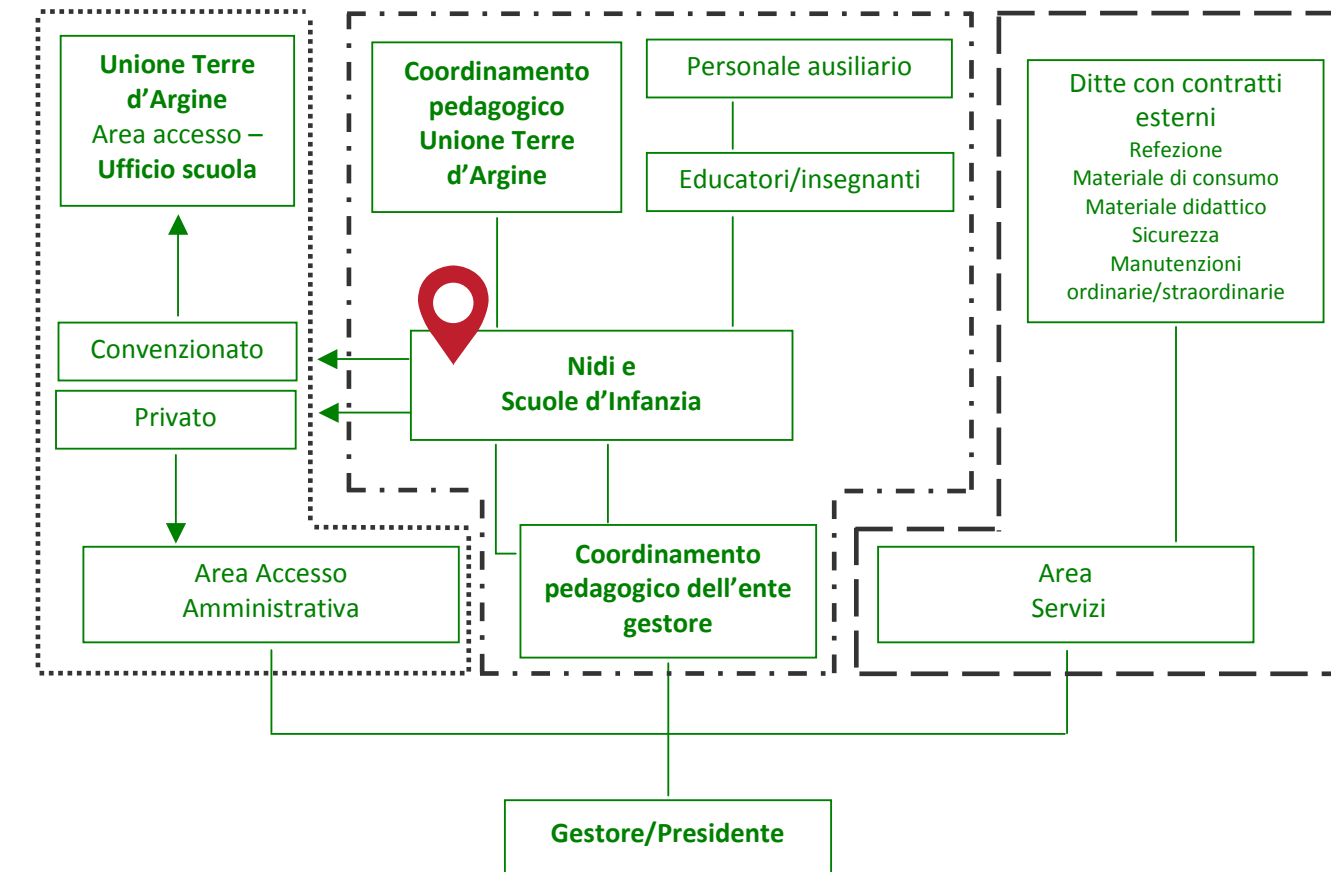 Unione Terre
d’Argine
Area accesso –
Ufficio scuola
Coordinamento
pedagogico
Unione Terre
d’Argine
Personale ausiliario
Educatori/insegnanti
Ditte con contratti
esterni
Refezione
Materiale di consumo
Materiale didattico
Sicurezza
Manutenzioni
ordinarie/straordinarie
Convenzionato
Privato
Nidi e
Scuole d’Infanzia
Area Accesso
Amministrativa
Coordinamento
pedagogico dell’ente
gestore
Area
Servizi
Gestore/Presidente